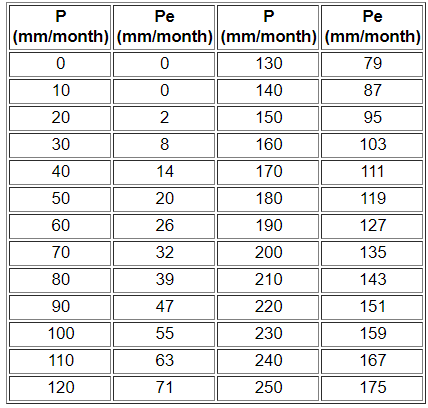 P Pe P Pe
(mm/month) (mm/month) (mm/month) (mm/month)
0 0 130 79
10 0 140 87
20 2 150 95
30 8 160 103
40 14 170 111
50 20 180 119
60 26 190 127
70 32 200 135
80 39 210 143
90 47 220 151
100 55 230 159
110 63 240 167
120 71 250 175